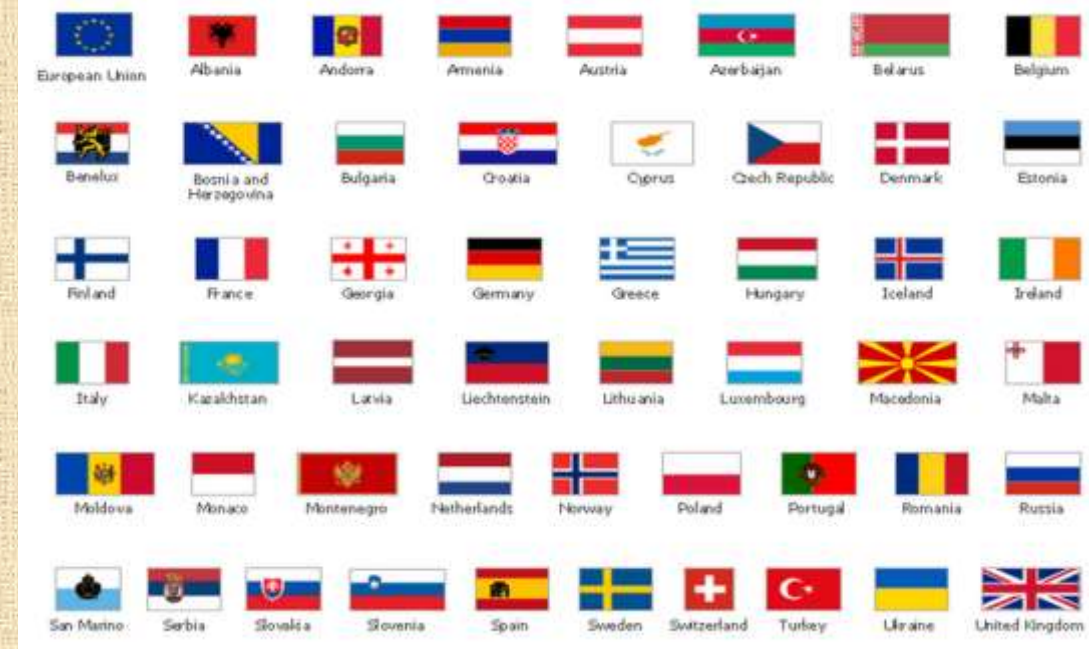 European Union Albania Andorra Armenia Austria Azerbaijan Belarus Belgium
Benelux Bosnia and Herzegovina Bulgaria Croatia Cyprus Czech Republic Denmark Estonia
Finland France Georgia Germany Greece Hungary Iceland Ireland
Italy Kazakhstan Latvia Liechtenstein Lithuania Luxembourg Macedonia Malta
Moldova Monaco Montenegro Netherlands Norway Poland Portugal Romania Russia
San Marino Serbia Slovakia Slovenia Spain Sweden Switzerland Turkey Ukraine United Kingdom